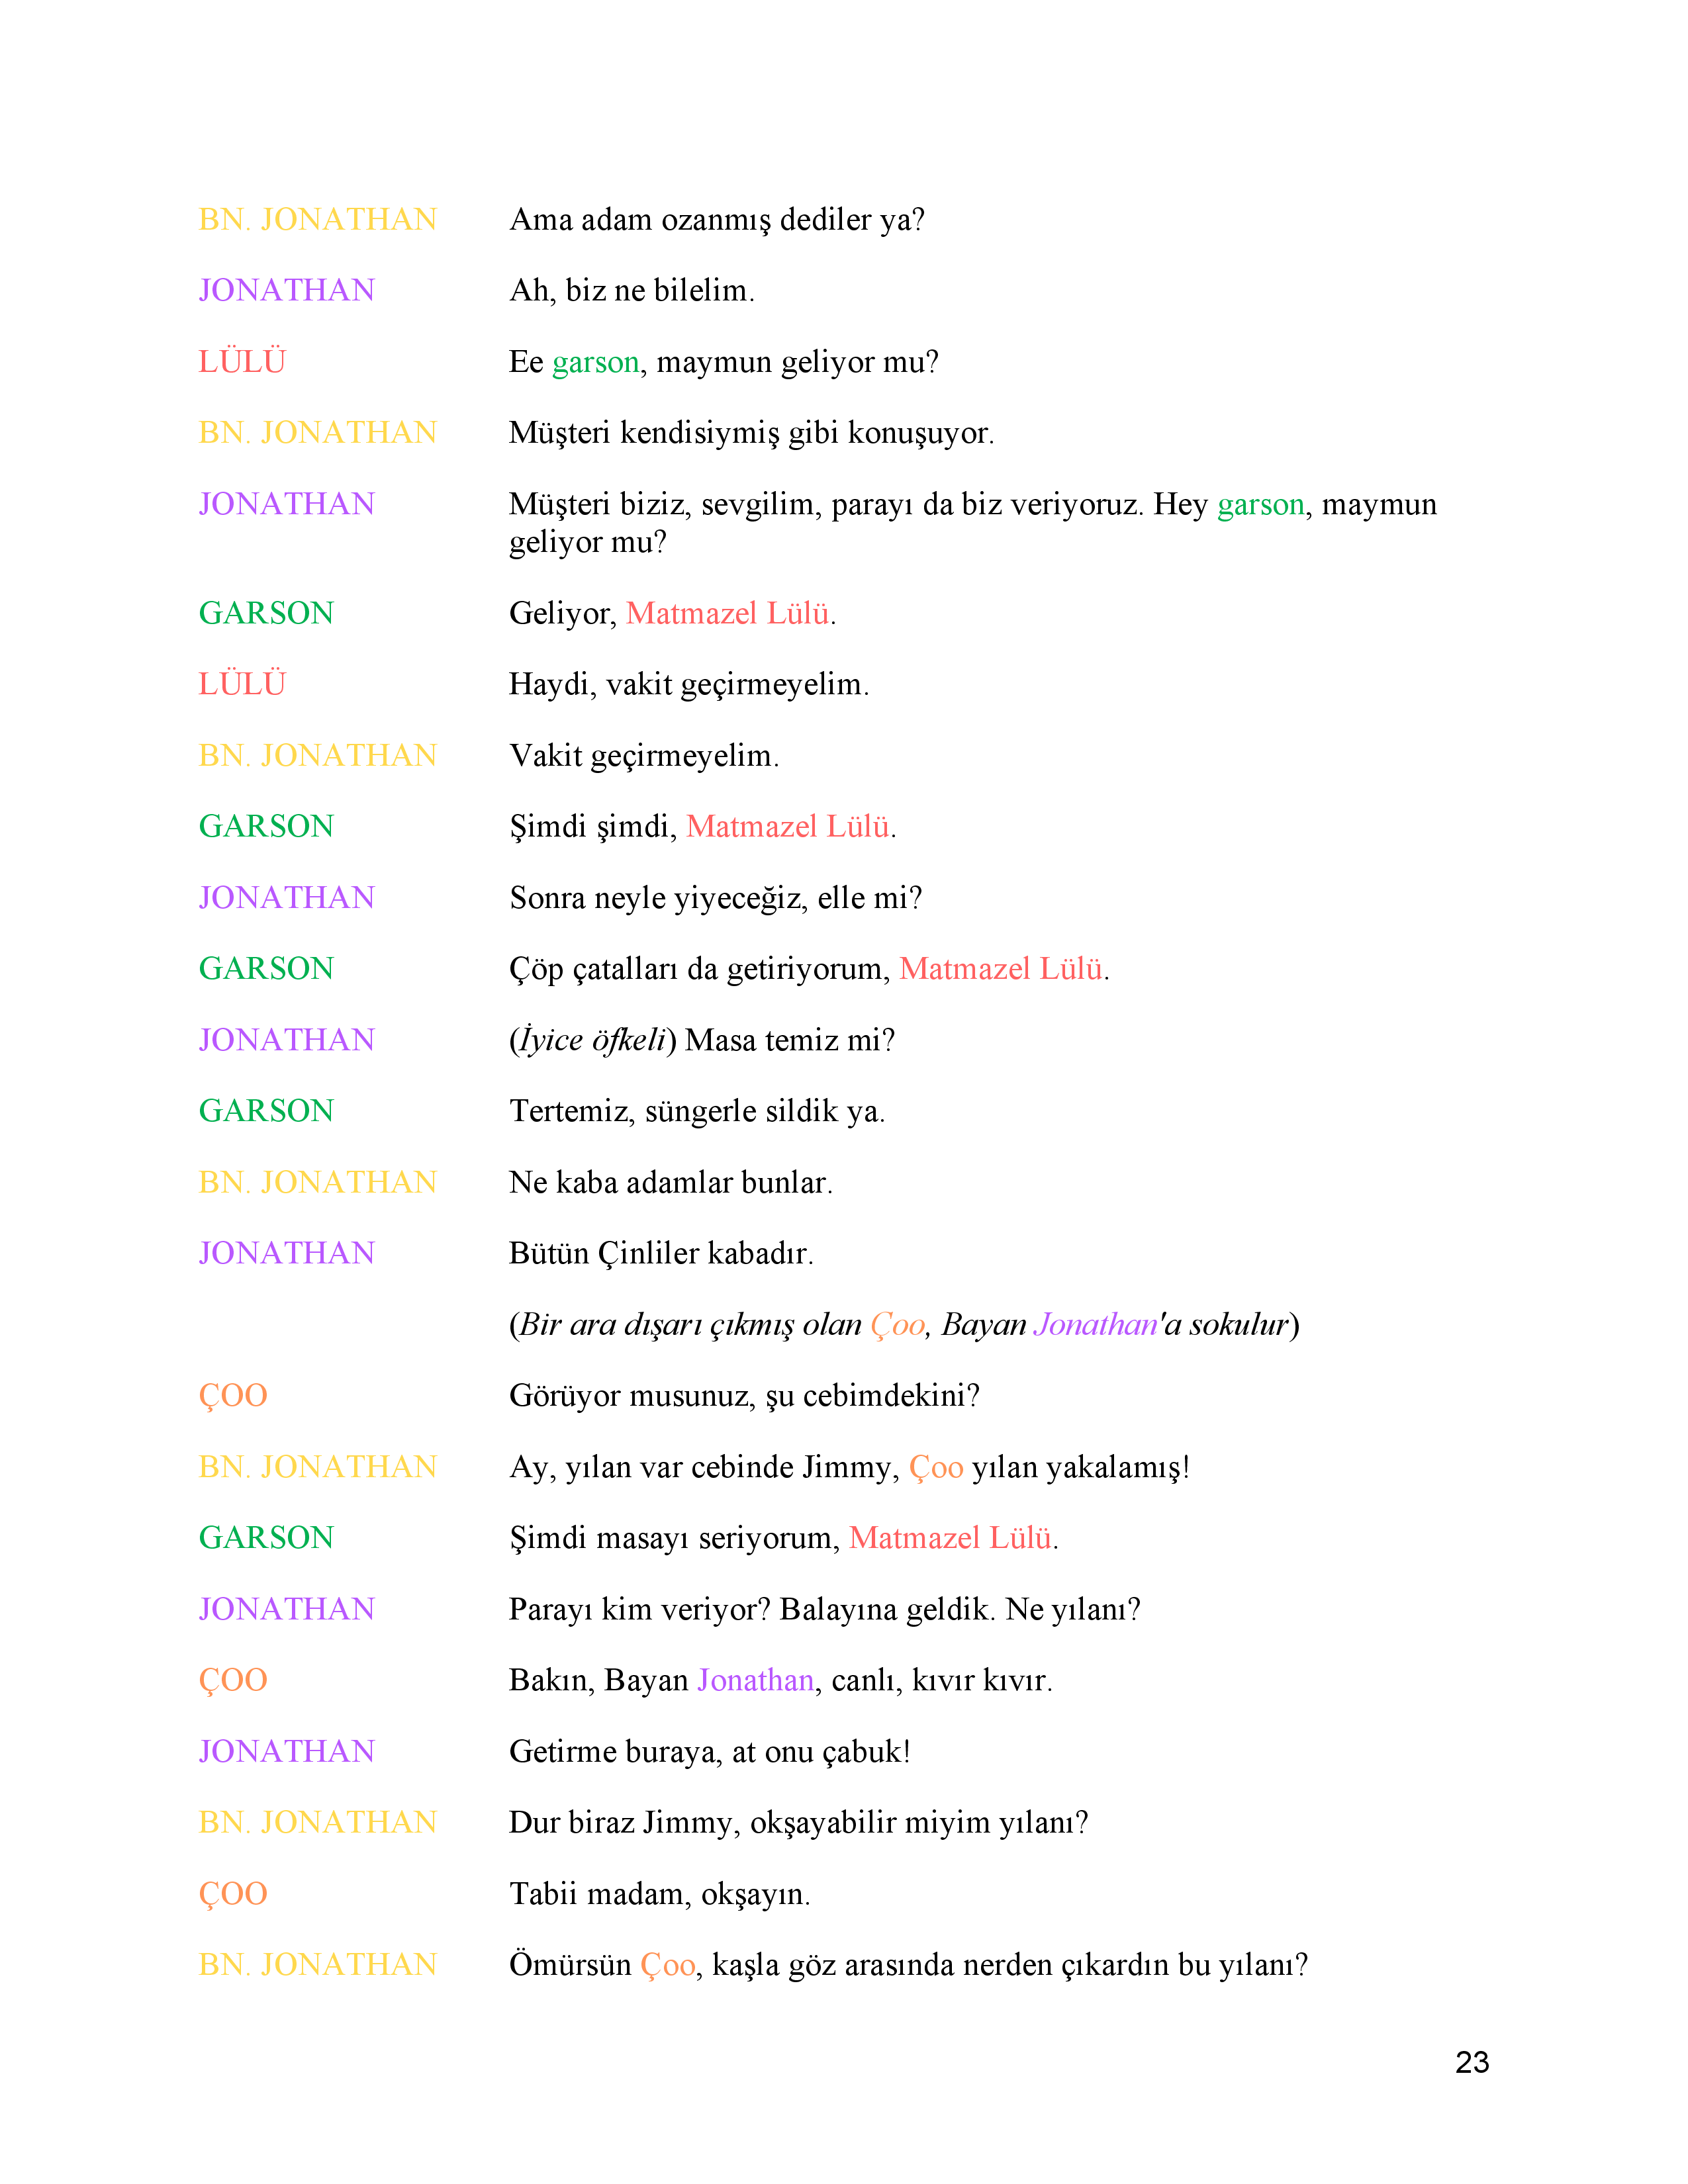 BN. JONATHAN Ama adam ozanmış dediler ya?
JONATHAN Ah, biz ne bilelim.
LÜLÜ Ee garson, maymun geliyor mu?
BN. JONATHAN Müşteri kendisiymiş gibi konuşuyor.
JONATHAN Müşteri biziz, sevgilim, parayı da biz veriyoruz. Hey garson, maymun
geliyor mu?
GARSON Geliyor, Matmazel Lülü.
LÜLÜ Haydi, vakit geçirmeyelim.
BN. JONATHAN Vakit geçirmeyelim.
GARSON Şimdi şimdi, Matmazel Lülü.
JONATHAN Sonra neyle yiyeceğiz, elle mi?
GARSON Çöp çatalları da getiriyorum, Matmazel Lülü.
JONATHAN (İyice öfkeli) Masa temiz mi?
GARSON Tertemiz, süngerle sildik ya.
BN. JONATHAN Ne kaba adamlar bunlar.
JONATHAN Bütün Çinliler kabadır.
(Bir ara dışarı çıkmış olan Çoo, Bayan Jonathan'a sokulur)
ÇOO Görüyor musunuz, şu cebimdekini?
BN. JONATHAN Ay, yılan var cebinde Jimmy, Çoo yılan yakalamış!
GARSON Şimdi masayı seriyorum, Matmazel Lülü.
JONATHAN Parayı kim veriyor? Balayına geldik. Ne yılanı?
ÇOO Bakın, Bayan Jonathan, canlı, kıvır kıvır.
JONATHAN Getirme buraya, at onu çabuk!
BN. JONATHAN Dur biraz Jimmy, okşayabilir miyim yılanı?
ÇOO Tabii madam, okşayın.
BN. JONATHAN Ömürsün Çoo, kaşla göz arasında nerden çıkardın bu yılanı?
23